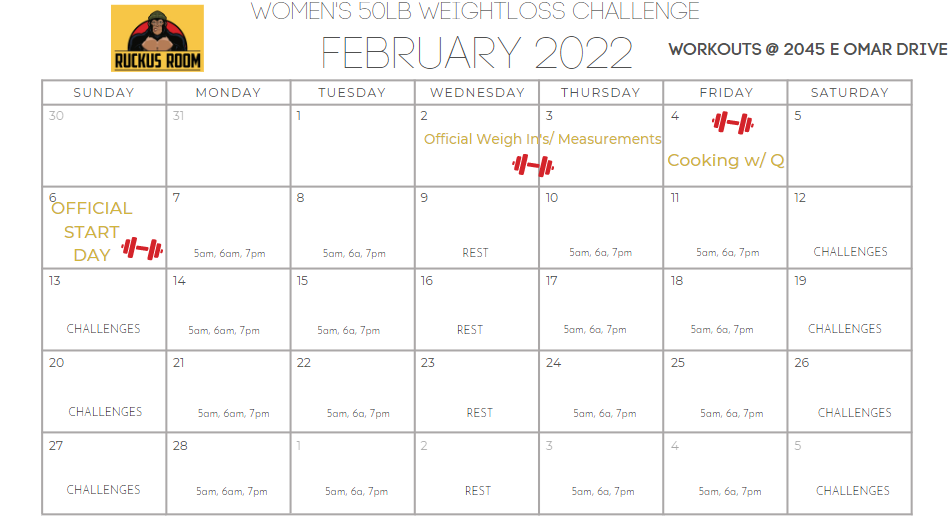 WOMEN'S 50LB WEIGHTLOSS CHALLENGE
RUCKUS ROOM
FEBRUARY 2022
WORKOUTS @ 2045 E OMAR DRIVE
SUNDAY MONDAY TUESDAY WEDNESDAY THURSDAY FRIDAY SATURDAY
30 31 1 2 3 4 5
Official Weigh In's/ Measurements
Cooking w/ Q
6 7 8 9 10 11 12
OFFICIAL
START
DAY
5am, 6am, 7pm 5am, 6a, 7pm REST 5am, 6a, 7pm 5am, 6a, 7pm CHALLENGES
13 14 15 16 17 18 19
CHALLENGES 5am, 6am, 7pm 5am, 6a, 7pm REST 5am, 6a, 7pm 5am, 6a, 7pm CHALLENGES
20 21 22 23 24 25 26
CHALLENGES 5am, 6am, 7pm 5am, 6a, 7pm REST 5am, 6a, 7pm 5am, 6a, 7pm CHALLENGES
27 28 1 2 3 4 5
CHALLENGES 5am, 6am, 7pm 5am, 6a, 7pm REST 5am, 6a, 7pm 5am, 6a, 7pm CHALLENGES